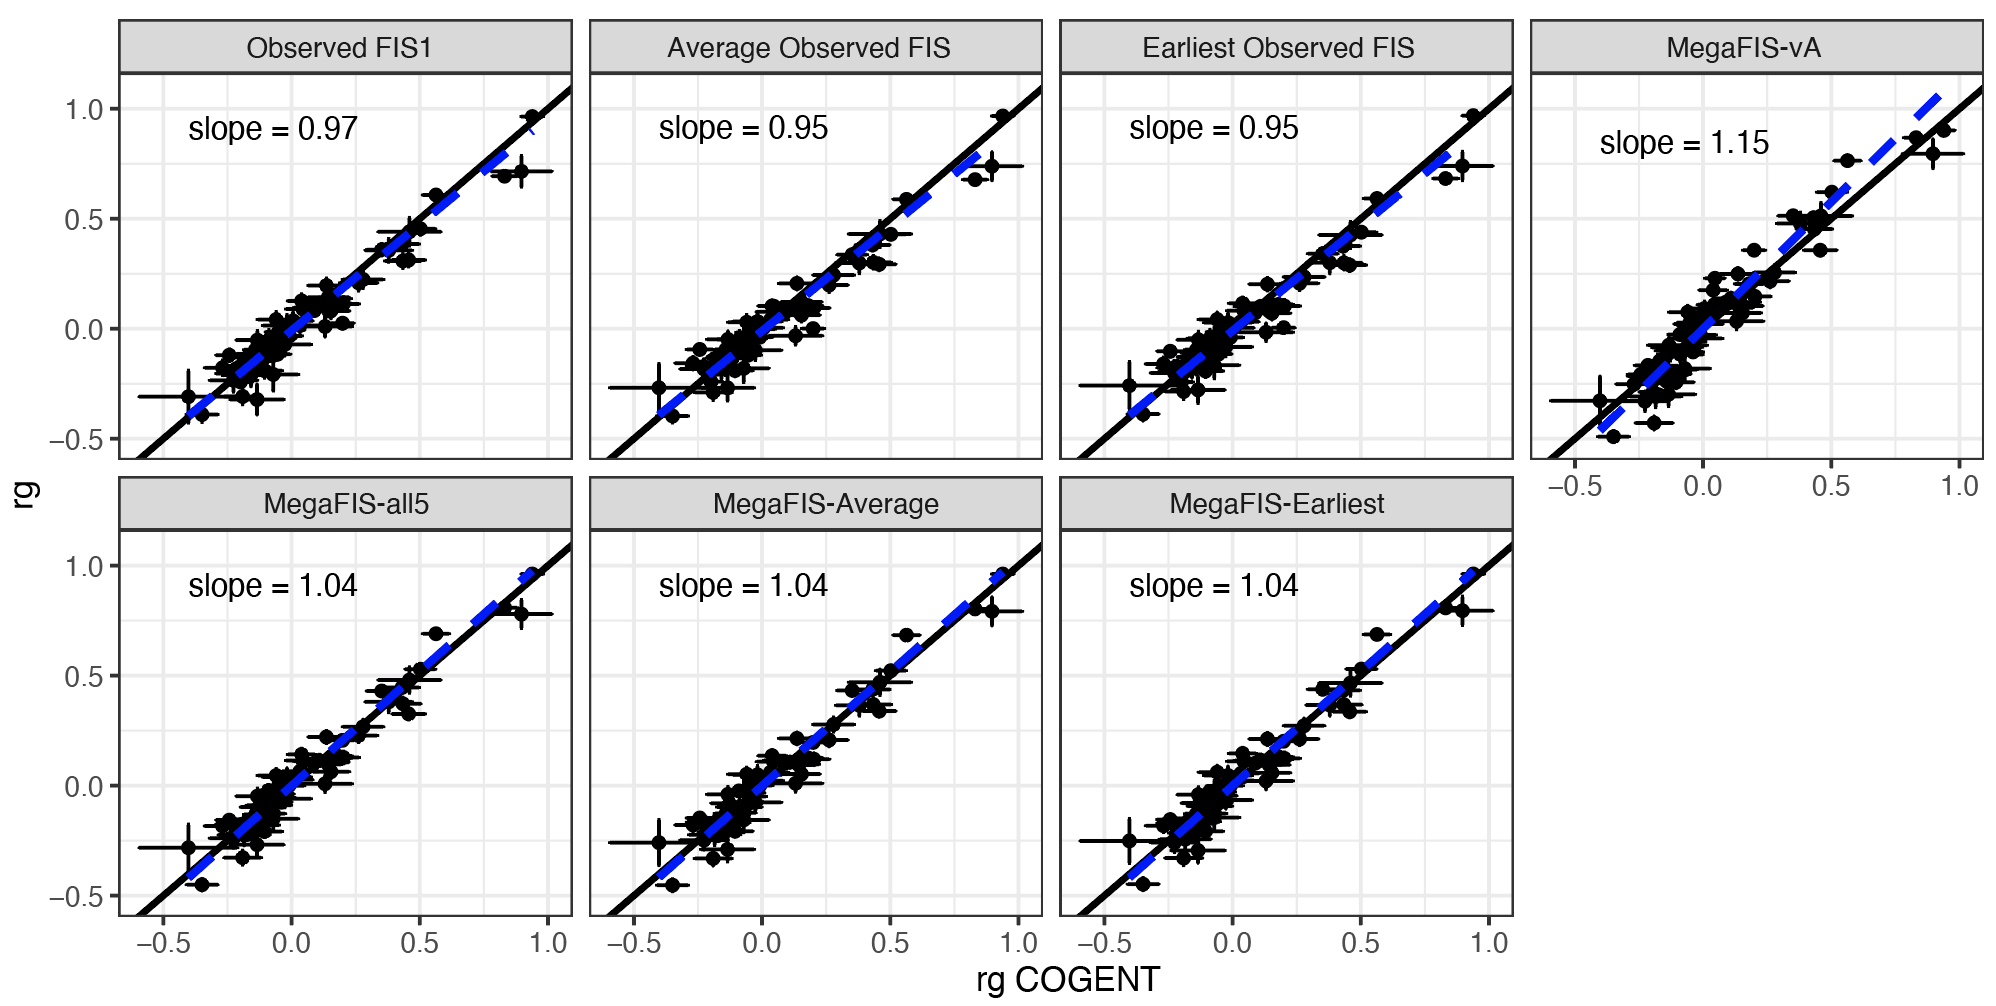 Observed FIS1 Average Observed FIS Earliest Observed FIS MegaFIS-vA
1.0
slope = 0.97 slope = 0.95 slope = 0.95 slope = 1.15
0.5
0.0
−0.5
−0.5 0.0 0.5 1.0
rg
MegaFIS-all5 MegaFIS-Average MegaFIS-Earliest
1.0
slope = 1.04 slope = 1.04 slope = 1.04
0.5
0.0
−0.5
−0.5 0.0 0.5 1.0 −0.5 0.0 0.5 1.0 −0.5 0.0 0.5 1.0
rg COGENT